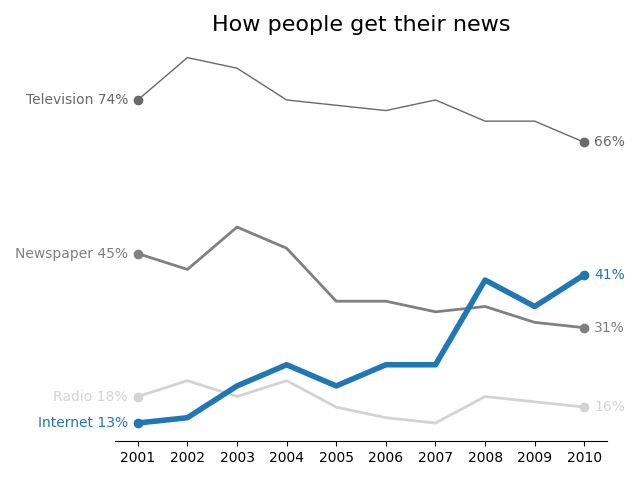 How people get their news
Television 74%
66%
Newspaper 45%
41%
31%
Radio 18%
16%
Internet 13%
2001 2002 2003 2004 2005 2006 2007 2008 2009 2010